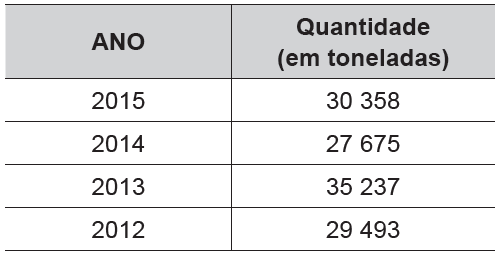 ANO Quantidade
(em toneladas)
2015 30 358
2014 27 675
2013 35 237
2012 29 493